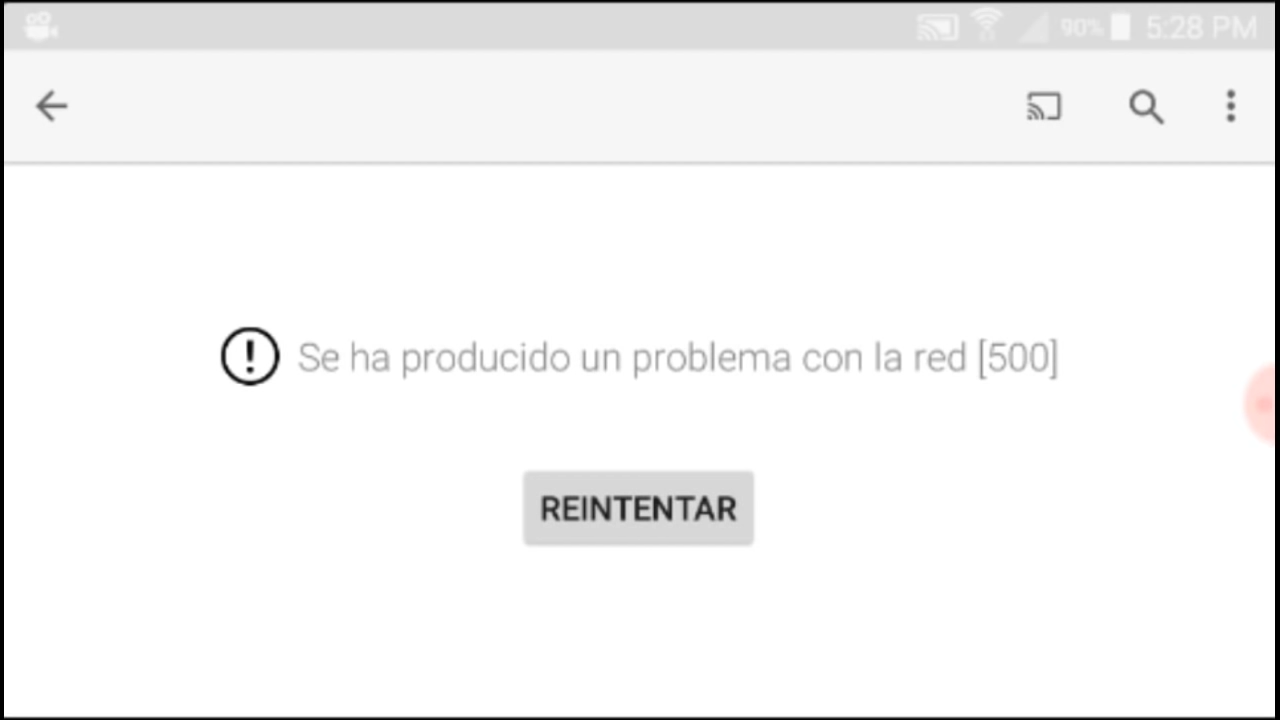 90% 5:28 PM
Se ha producido un problema con la red [500]
REINTENTAR